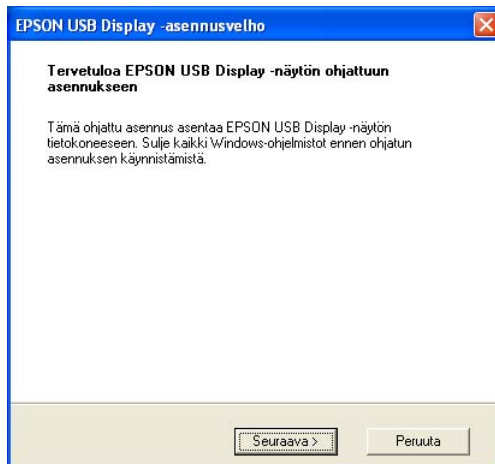 EPSON USB Display -asennusvelho
Tervetuloa EPSON USB Display -näytön ohjattuun
asennukseen
Tämä ohjattu asennus asentaa EPSON USB Display -näytön
tietokoneeseen. Sulje kaikki Windows-ohjelmistot ennen ohjatun
asennuksen käynnistämistä.
Seuraava >
Peruuta